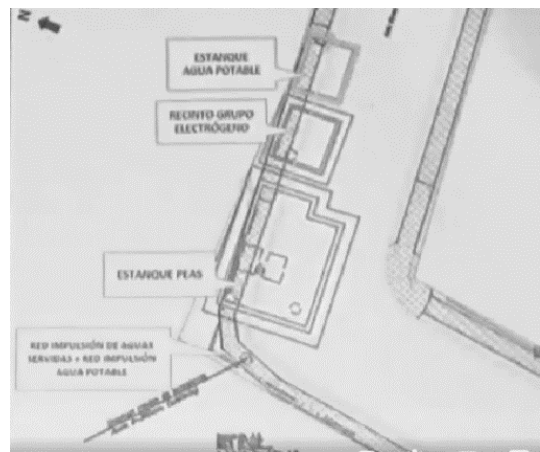 N
ESTANQUE
AGUA POTABLE
RECINTO GRUPO
ELECTRÓGENO
ESTANQUE PEAS
RED IMPULSIÓN DE AGUAS
SERVIDAS + RED IMPULSIÓN
AGUA POTABLE